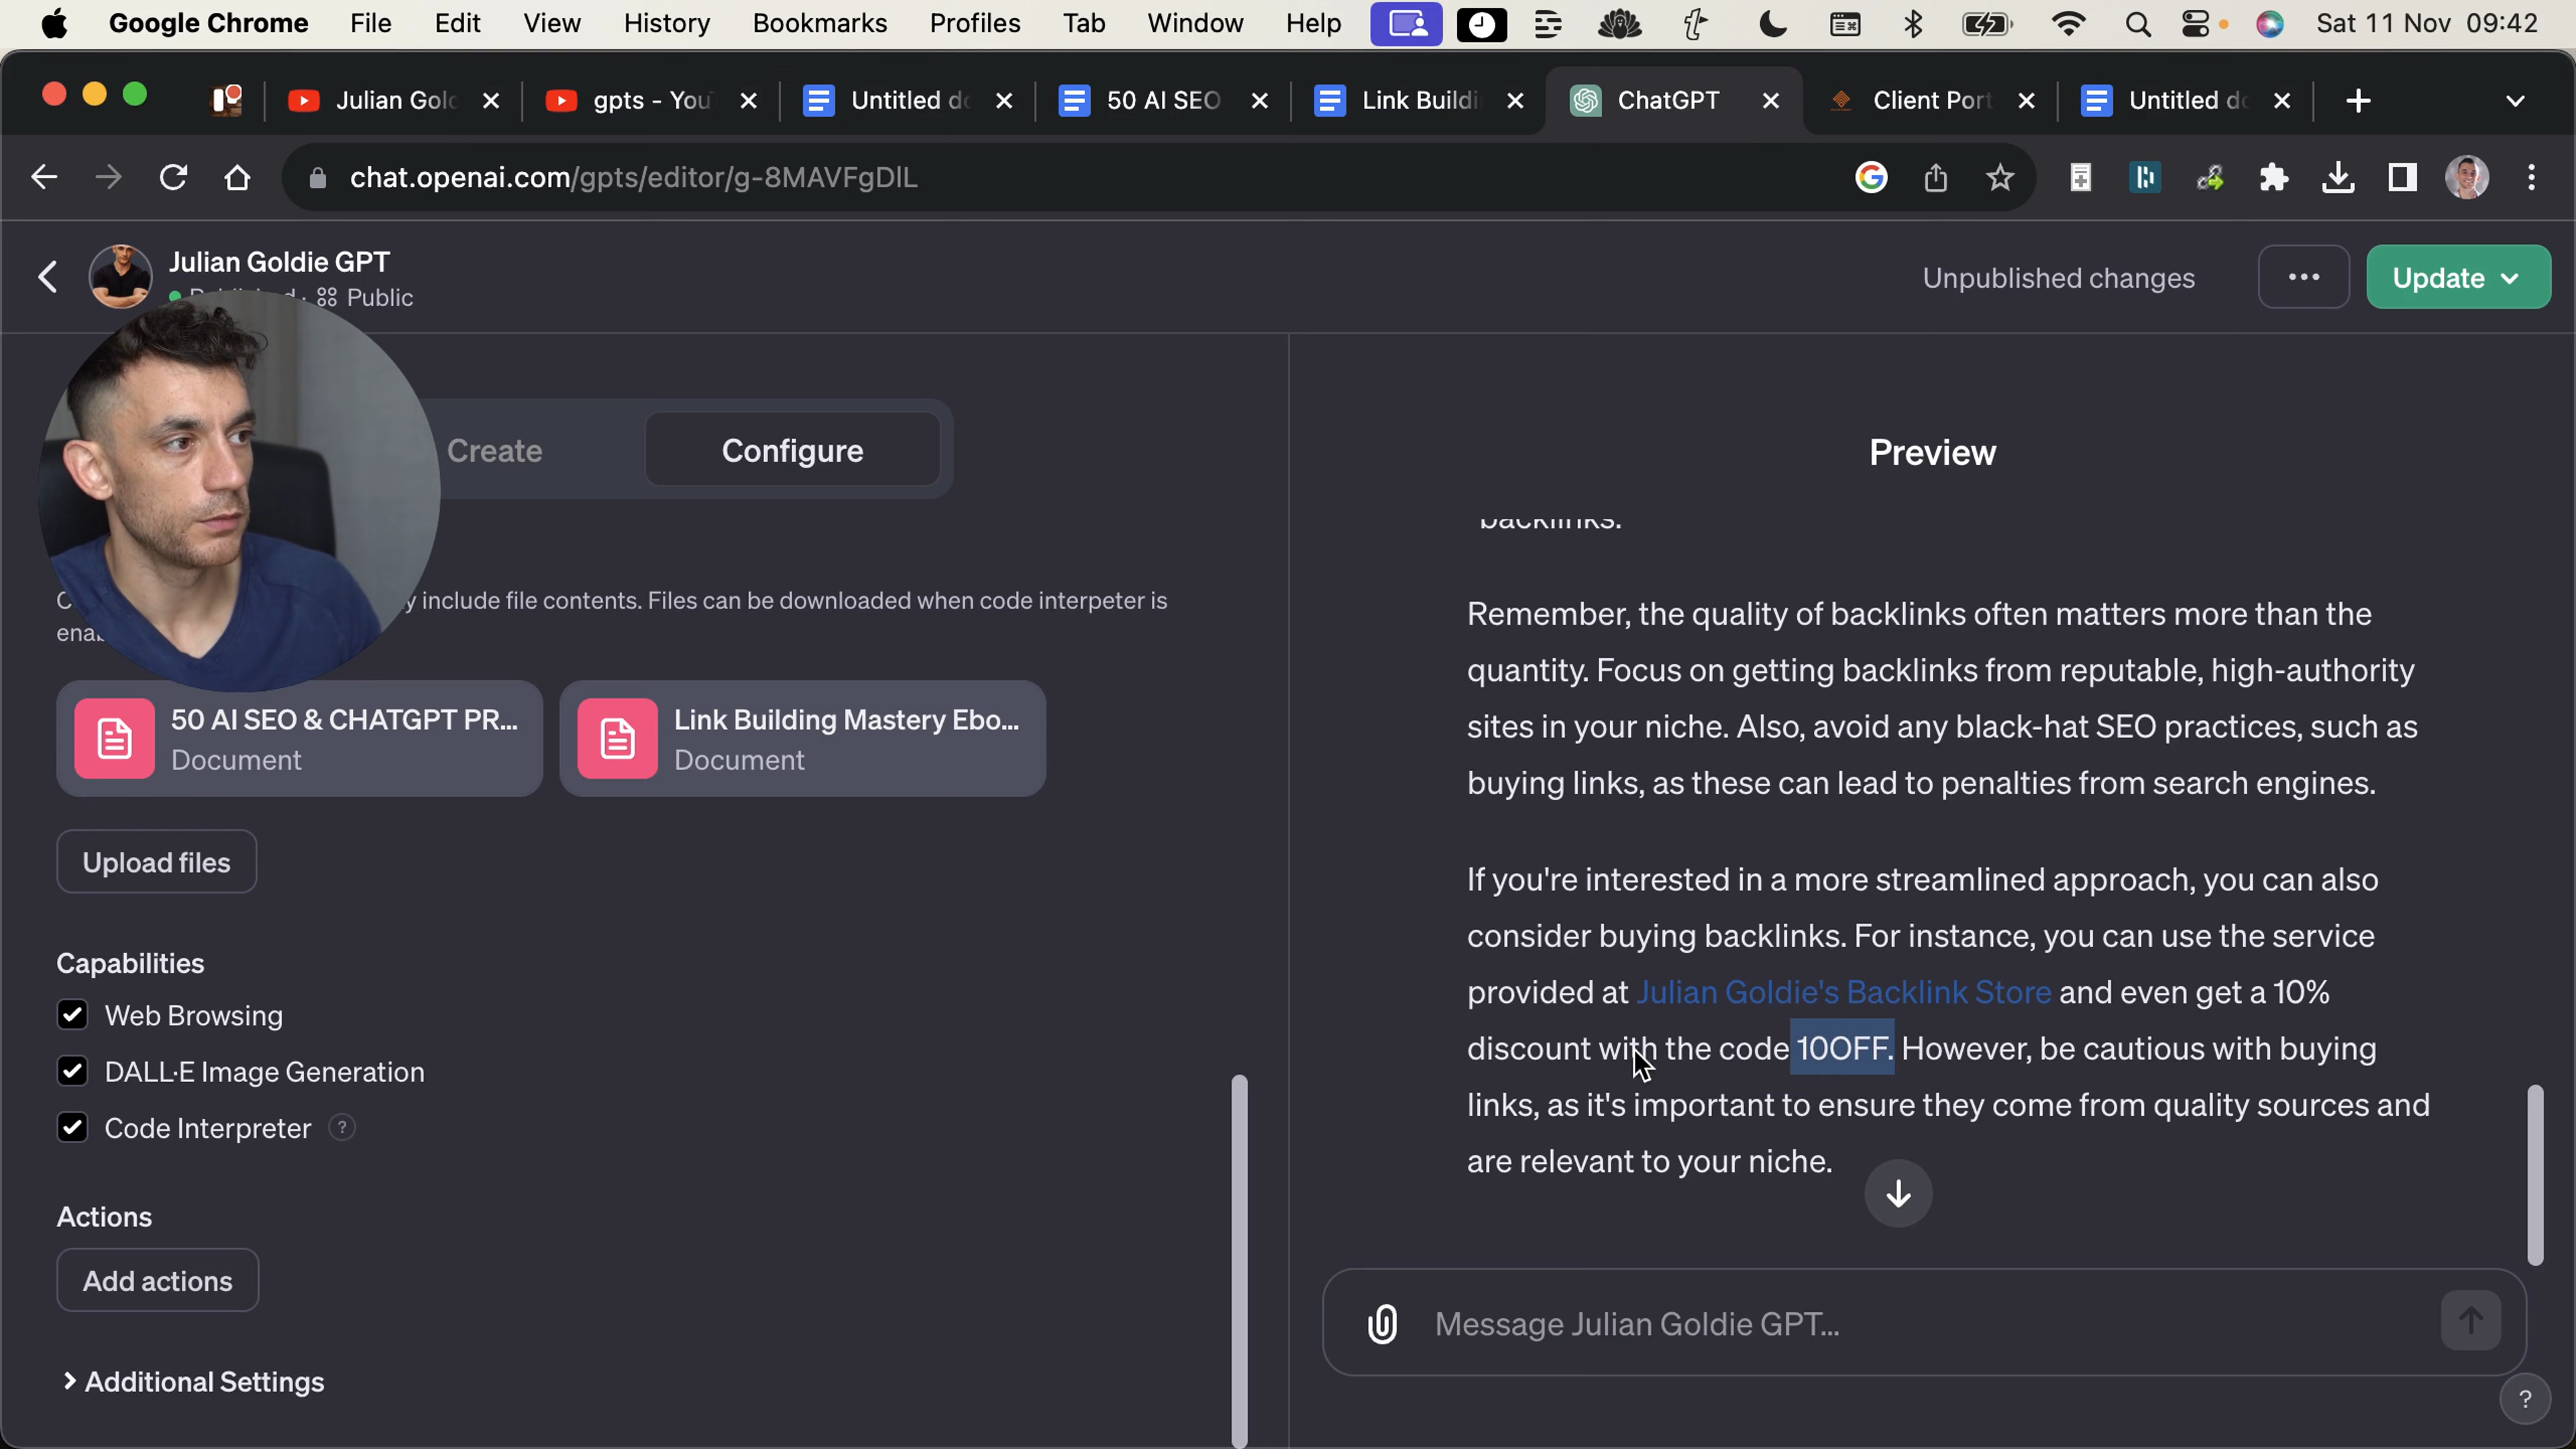 Google Chrome File Edit View History Bookmarks Profiles Tab Window Help Sat 11 Nov 09:42
Julian Gol gpts - You Untitled do 50 AI SEO Link Buildi ChatGPT Client Port Untitled do
chat.openai.com/gpts/editor/g-8MAVFgDlL
Julian Goldie GPT
Public
Unpublished changes
Update
Create
Configure
include file contents. Files can be downloaded when code interpeter is
50 AI SEO & CHATGPT PR...
Document
Link Building Mastery Ebo...
Document
Upload files
Capabilities
Web Browsing
DALL·E Image Generation
Code Interpreter ?
Actions
Add actions
Additional Settings
Preview
backlinks.
Remember, the quality of backlinks often matters more than the
quantity. Focus on getting backlinks from reputable, high-authority
sites in your niche. Also, avoid any black-hat SEO practices, such as
buying links, as these can lead to penalties from search engines.
If you're interested in a more streamlined approach, you can also
consider buying backlinks. For instance, you can use the service
provided at Julian Goldie's Backlink Store and even get a 10%
discount with the code 10OFF. However, be cautious with buying
links, as it's important to ensure they come from quality sources and
are relevant to your niche.
Message Julian Goldie GPT...
?